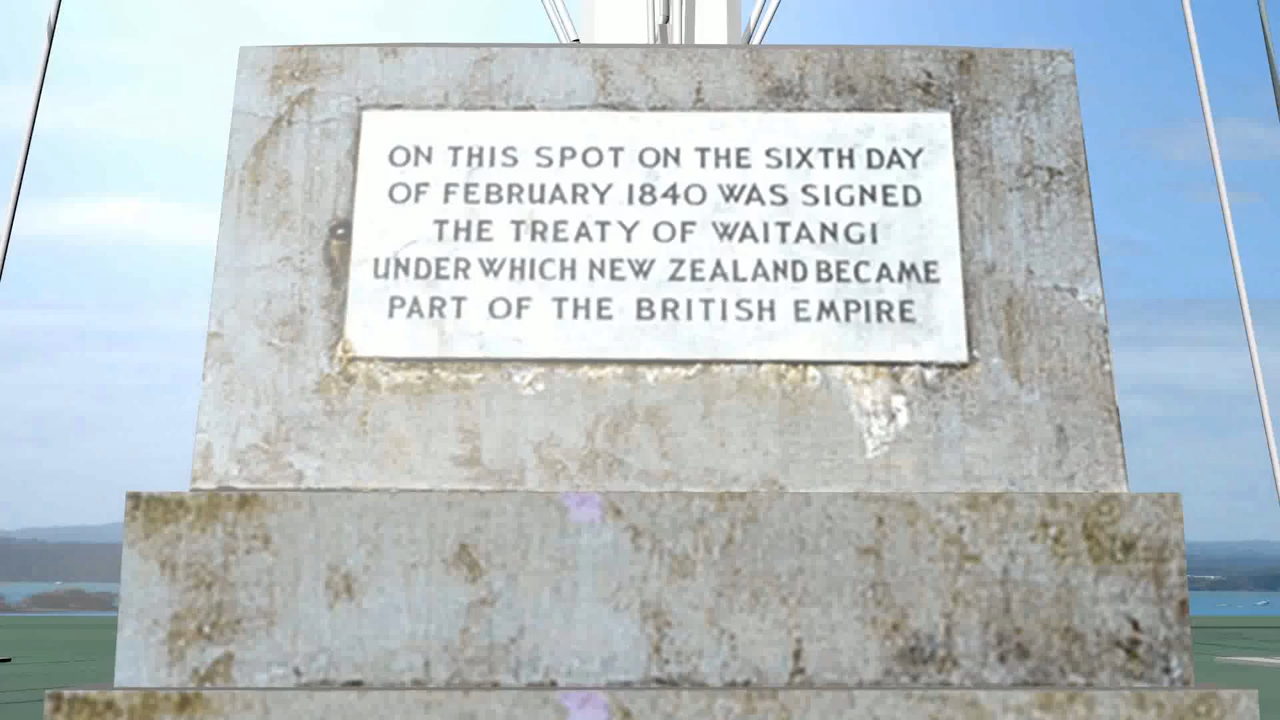 ON THIS SPOT ON THE SIXTH DAY
OF FEBRUARY 1840 WAS SIGNED
THE TREATY OF WAITANGI
UNDER WHICH NEW ZEALAND BECAME
PART OF THE BRITISH EMPIRE